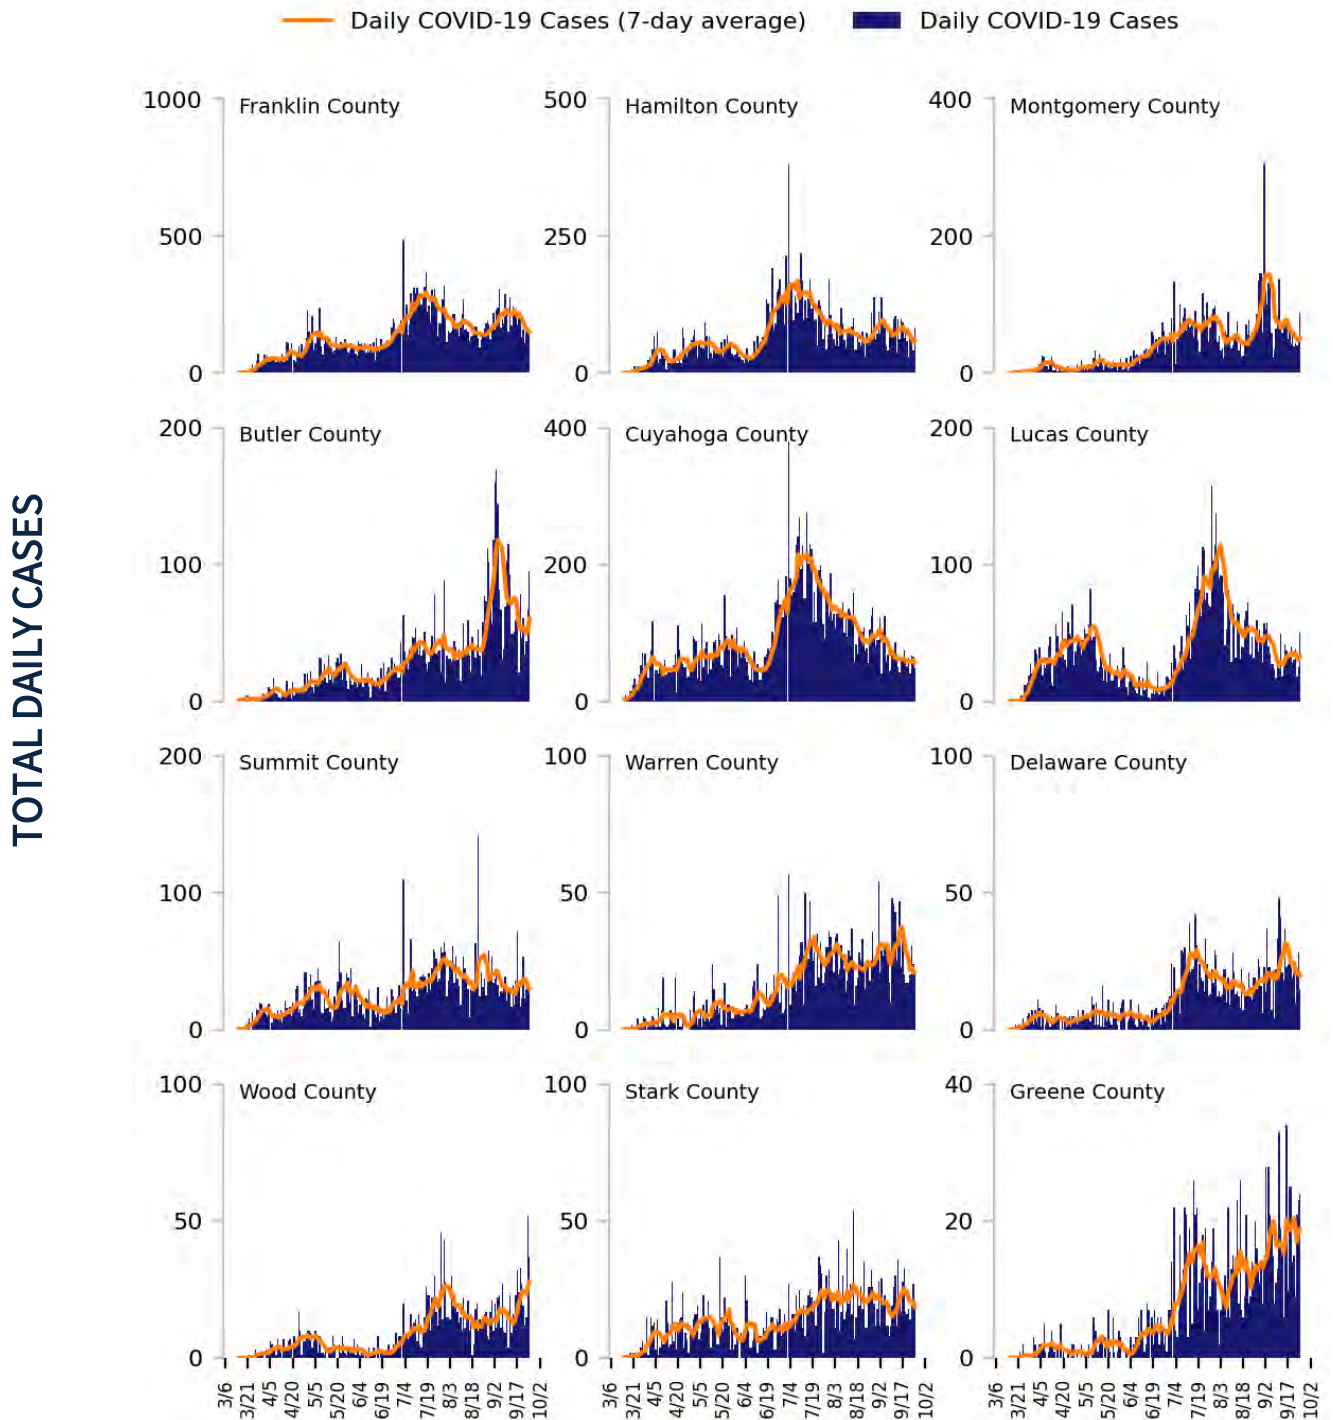 Daily COVID-19 Cases (7-day average) Daily COVID-19 Cases
TOTAL DAILY CASES
1000 Franklin County 500 Hamilton County 400 Montgomery County
500 250 200
0 0 0
200 Butler County 400 Cuyahoga County 200 Lucas County
100 200 100
0 0 0
200 Summit County 100 Warren County 100 Delaware County
100 50 50
0 0 0
100 Wood County 100 Stark County 40 Greene County
50 50 20
0 0 0
3/6 3/21 4/5 4/20 5/5 5/20 6/4 6/19 7/4 7/19 8/3 8/18 9/2 9/17 10/2 3/6 3/21 4/5 4/20 5/5 5/20 6/4 6/19 7/4 7/19 8/3 8/18 9/2 9/17 10/2 3/6 3/21 4/5 4/20 5/5 5/20 6/4 6/19 7/4 7/19 8/3 8/18 9/2 9/17 10/2